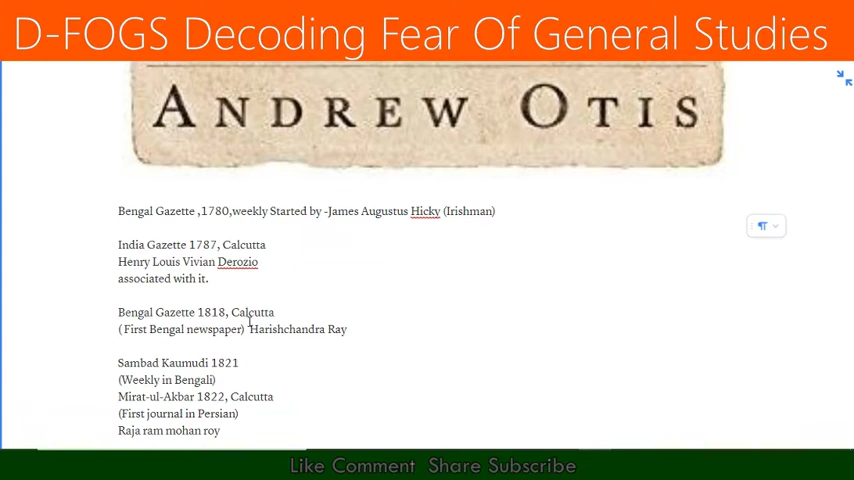 D-FOGS Decoding Fear Of General Studies
ANDREW OTIS
Bengal Gazette ,1780,weekly Started by -James Augustus Hicky (Irishman)
India Gazette 1787, Calcutta
Henry Louis Vivian Derozio
associated with it.
Bengal Gazette 1818, Calcutta
( First Bengal newspaper) Harishchandra Ray
Sambad Kaumudi 1821
(Weekly in Bengali)
Mirat-ul-Akbar 1822, Calcutta
(First journal in Persian)
Raja ram mohan roy
Like Comment Share Subscribe